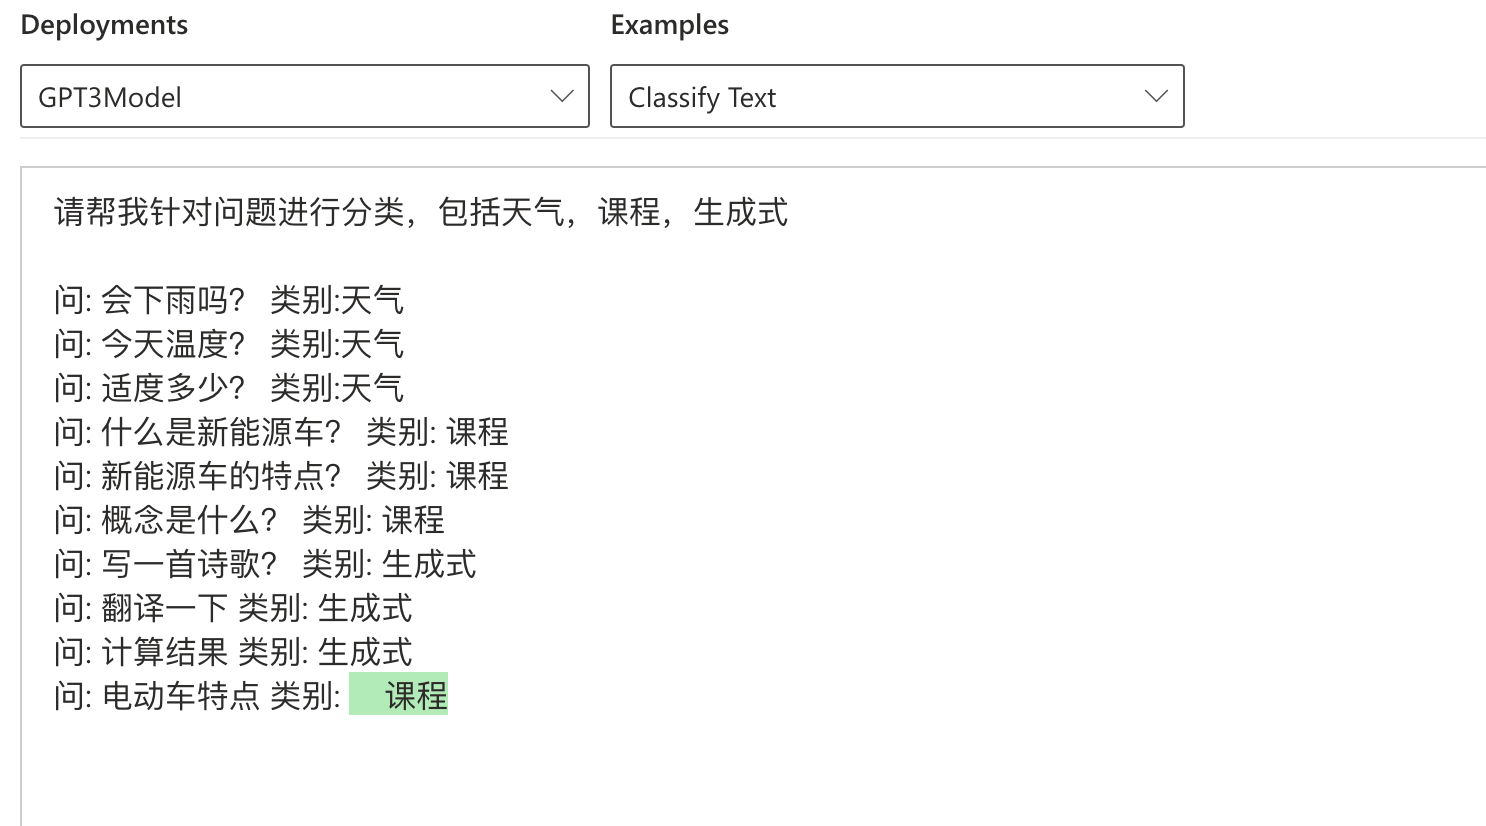 Deployments
Examples
GPT3Model
Classify Text
请帮我针对问题进行分类，包括天气，课程，生成式
问: 会下雨吗？ 类别:天气
问: 今天温度？ 类别:天气
问: 适度多少？ 类别:天气
问: 什么是新能源车？ 类别: 课程
问: 新能源车的特点？ 类别: 课程
问: 概念是什么？ 类别: 课程
问: 写一首诗歌？ 类别: 生成式
问: 翻译一下 类别: 生成式
问: 计算结果 类别: 生成式
问: 电动车特点 类别: 课程